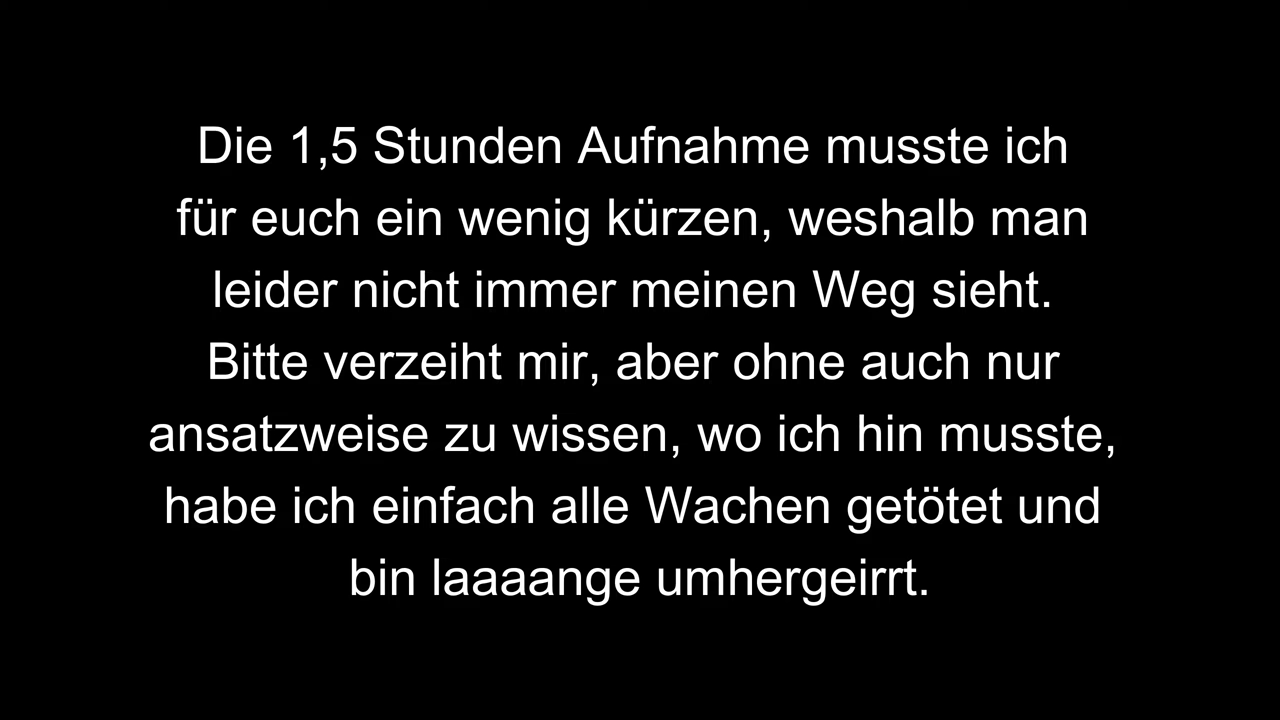 Die 1,5 Stunden Aufnahme musste ich
für euch ein wenig kürzen, weshalb man
leider nicht immer meinen Weg sieht.
Bitte verzeiht mir, aber ohne auch nur
ansatzweise zu wissen, wo ich hin musste,
habe ich einfach alle Wachen getötet und
bin laaaange umhergeirrt.